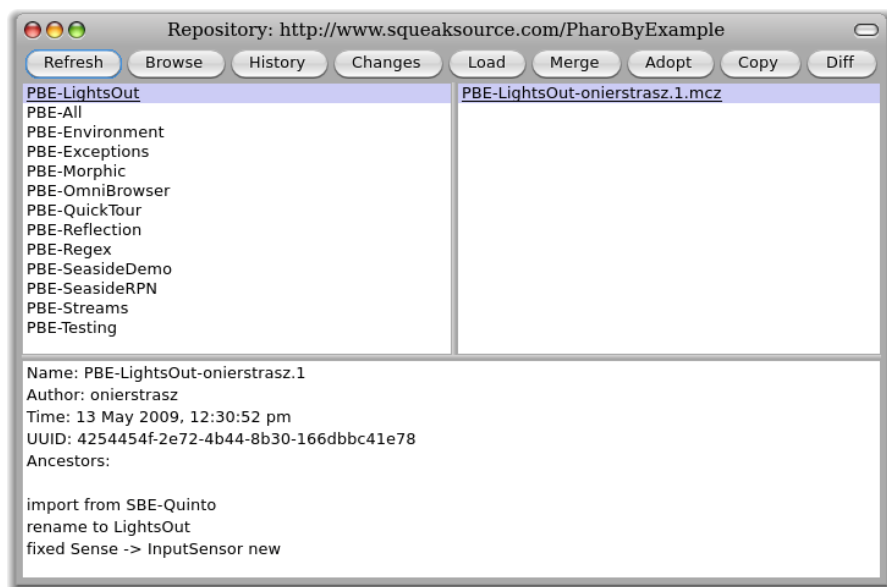 Repository: http://www.squeaksource.com/PharoByExample
Refresh Browse History Changes Load Merge Adopt Copy Diff
PBE-LightsOut
PBE-All
PBE-Environment
PBE-Exceptions
PBE-Morphic
PBE-OmniBrowser
PBE-QuickTour
PBE-Reflection
PBE-Regex
PBE-SeasideDemo
PBE-SeasideRPN
PBE-Streams
PBE-Testing
PBE-LightsOut-onierstrasz.1.mcz
Name: PBE-LightsOut-onierstrasz.1
Author: onierstrasz
Time: 13 May 2009, 12:30:52 pm
UUID: 4254454f-2e72-4b44-8b30-166dbbc41e78
Ancestors:
import from SBE-Quinto
rename to LightsOut
fixed Sense -> InputSensor new